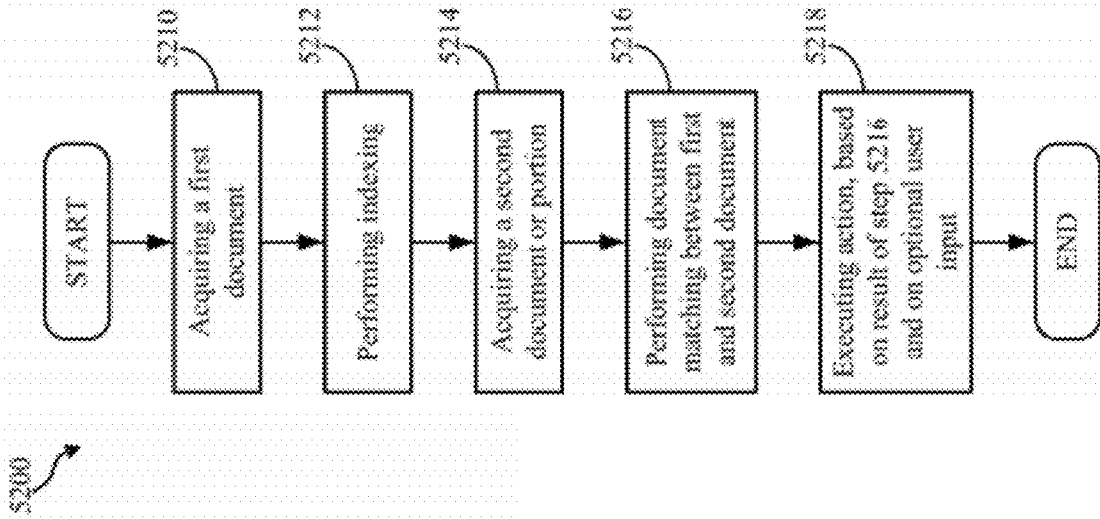 5200
START
5210
Acquiring a first
document
5212
Performing indexing
5214
Acquiring a second
document or portion
5216
Performing document
matching between first
and second document
5218
Executing action, based
on result of step 5216
and on optional user
input
END